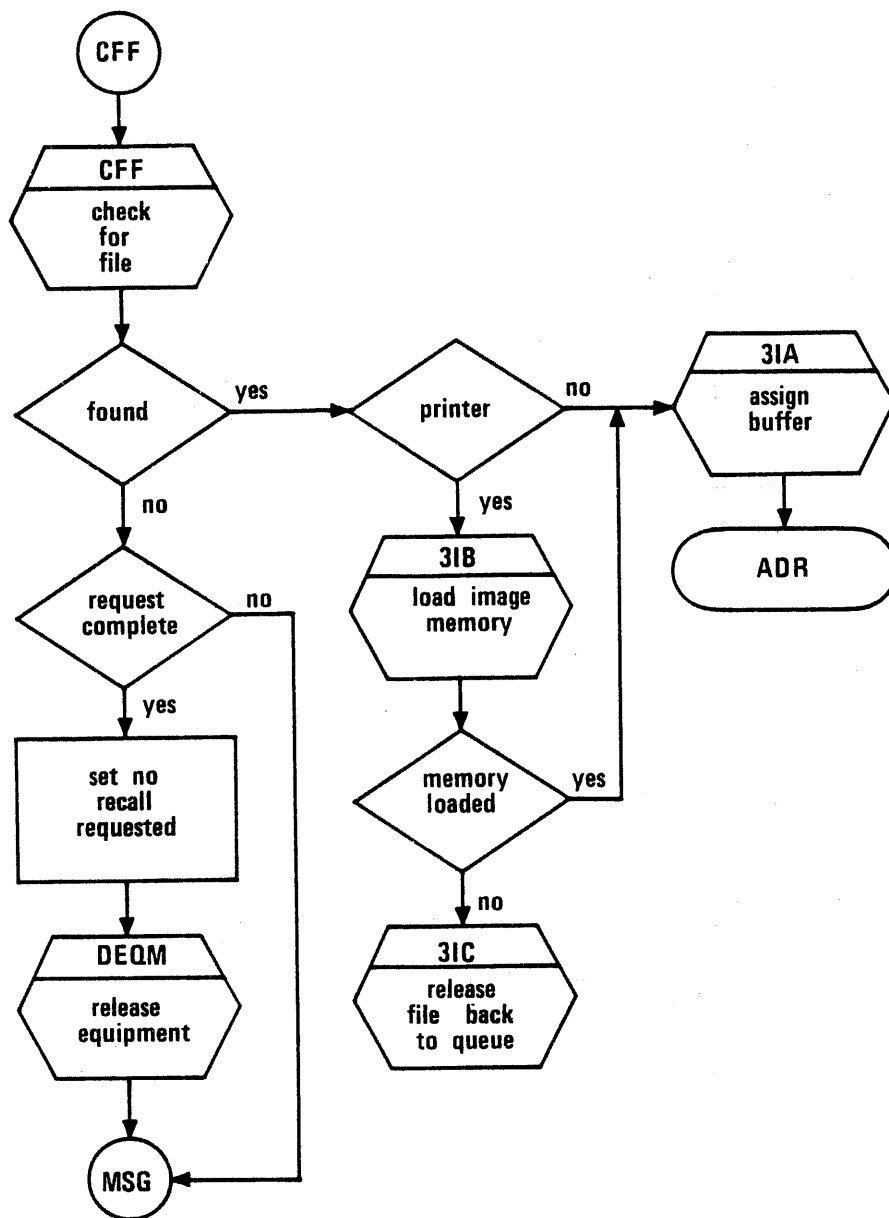 CFF
CFF
check
for
file
found
yes
printer
no
3IA
assign
buffer
no
yes
ADR
request
complete
no
3IB
load image
memory
yes
set no
recall
requested
memory
loaded
yes
no
DEQM
release
equipment
3IC
release
file back
to queue
MSG